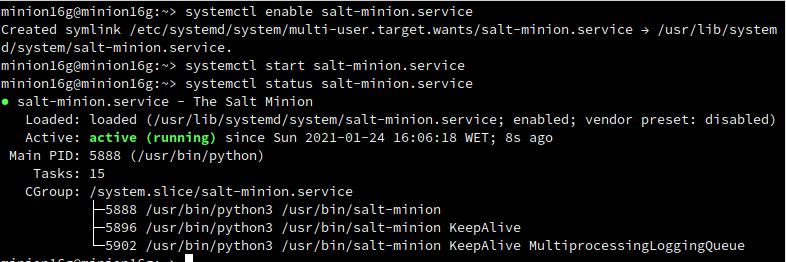 minion16g@minion16g:~> systemctl enable salt-minion.service
Created symlink /etc/systemd/system/multi-user.target.wants/salt-minion.service → /usr/lib/system
d/system/salt-minion.service.
minion16g@minion16g:~> systemctl start salt-minion.service
minion16g@minion16g:~> systemctl status salt-minion.service
● salt-minion.service - The Salt Minion
   Loaded: loaded (/usr/lib/systemd/system/salt-minion.service; enabled; vendor preset: disabled)
   Active: active (running) since Sun 2021-01-24 16:06:18 WET; 8s ago
 Main PID: 5888 (/usr/bin/python)
    Tasks: 15
   CGroup: /system.slice/salt-minion.service
           ├─5888 /usr/bin/python3 /usr/bin/salt-minion
           ├─5896 /usr/bin/python3 /usr/bin/salt-minion KeepAlive
           └─5902 /usr/bin/python3 /usr/bin/salt-minion KeepAlive MultiprocessingLoggingQueue
minion16g@minion16g:~>